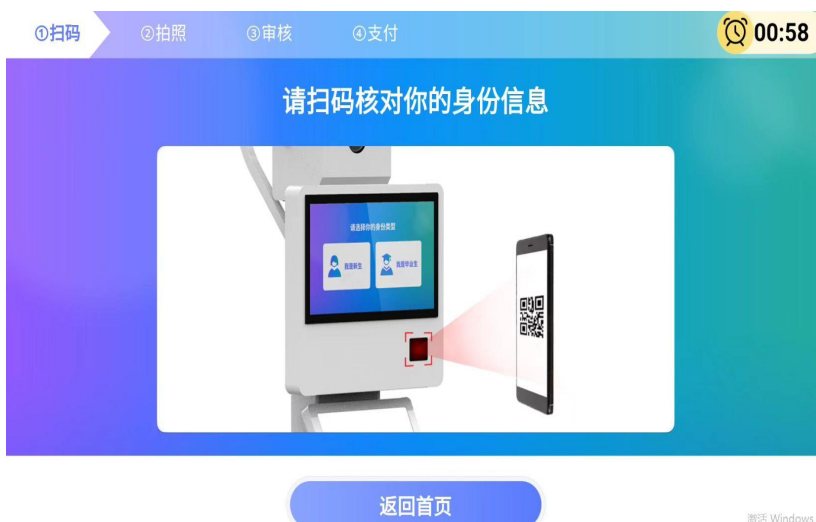 ①扫码
②拍照
③审核
④支付
00:58
请扫码核对你的身份信息
请选择你的身份类型
我是新生
我是毕业生
返回首页
激活 Windows